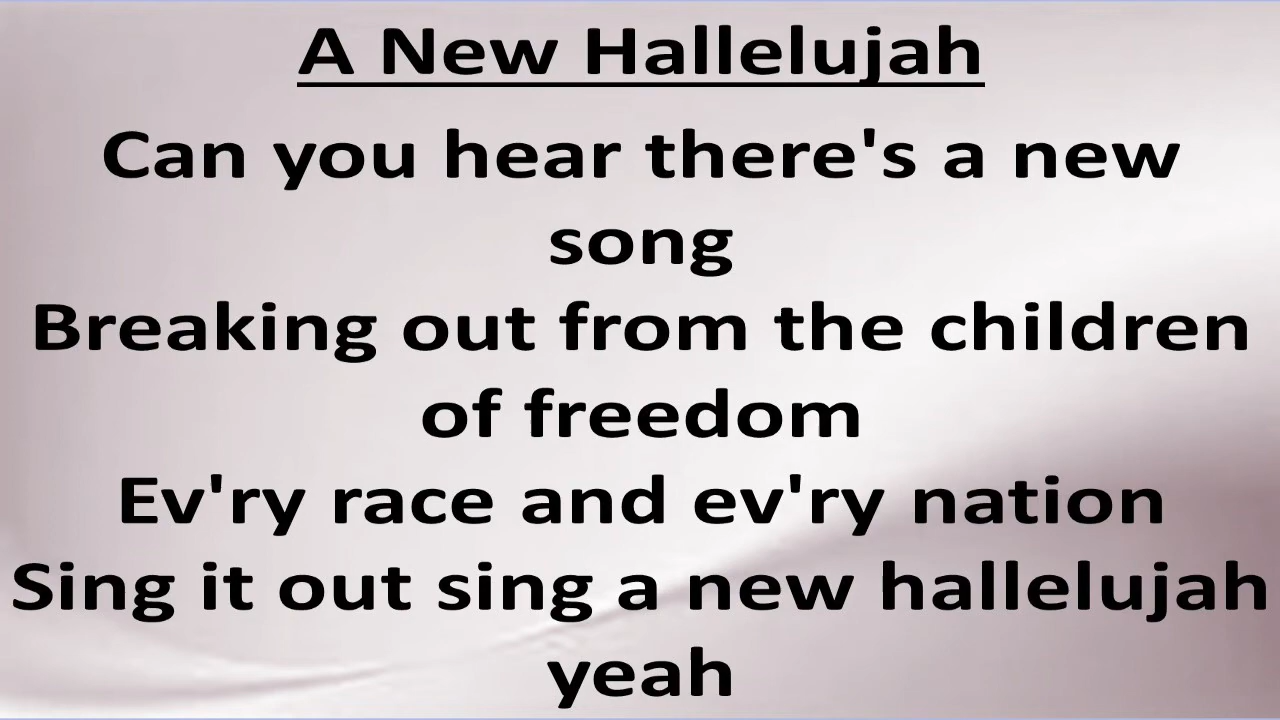 A New Hallelujah
Can you hear there's a new
song
Breaking out from the children
of freedom
Ev'ry race and ev'ry nation
Sing it out sing a new hallelujah
yeah